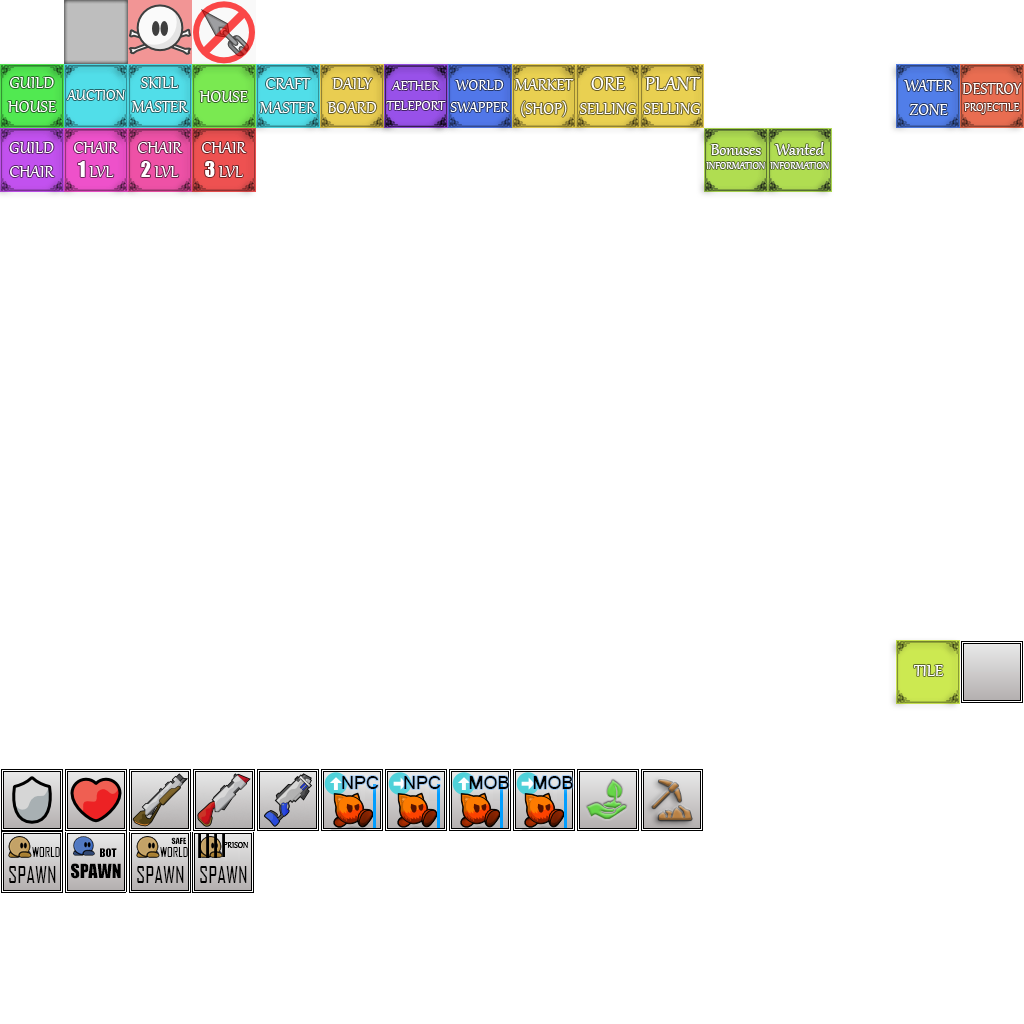 GUILD
HOUSE
AUCTION
SKILL
MASTER
HOUSE
CRAFT
MASTER
DAILY
BOARD
AETHER
TELEPORT
WORLD
SWAPPER
MARKET
(SHOP)
ORE
SELLING
PLANT
SELLING
WATER
ZONE
DESTROY
PROJECTILE
GUILD
CHAIR
CHAIR
1 LVL
CHAIR
2 LVL
CHAIR
3 LVL
Bonuses
INFORMATION
Wanted
INFORMATION
TILE
NPC
NPC
MOB
MOB
WORLD
SPAWN
BOT
SPAWN
SAFE
WORLD
SPAWN
PRISON
SPAWN